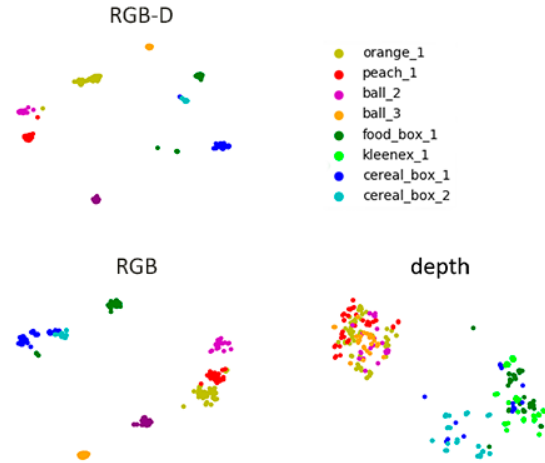 RGB-D
orange_1
peach_1
ball_2
ball_3
food_box_1
kleenex_1
cereal_box_1
cereal_box_2
RGB
depth